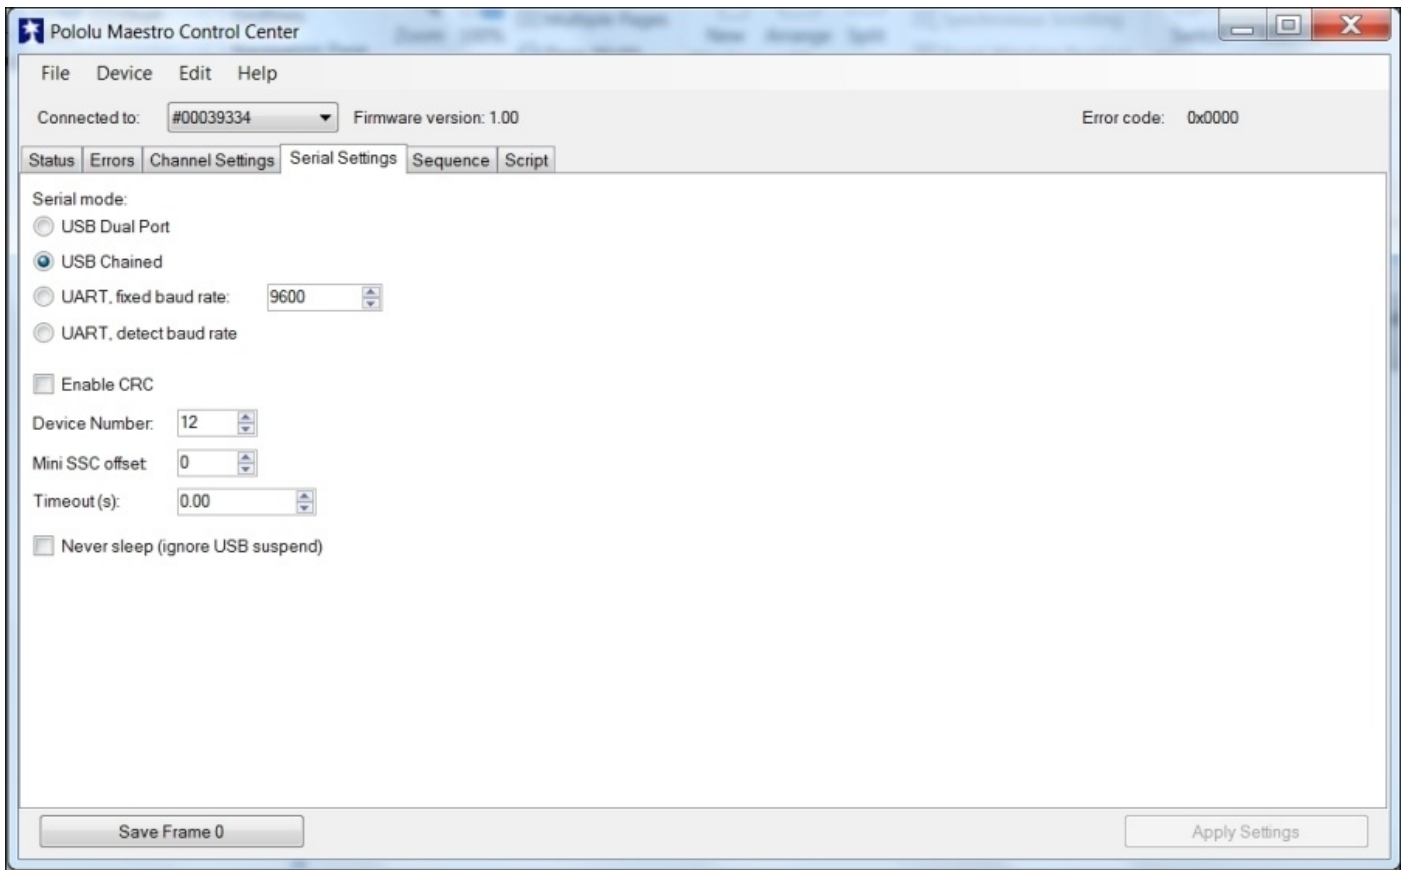 Pololu Maestro Control Center
File Device Edit Help
Connected to: #00039334 Firmware version: 1.00 Error code: 0x0000
Status Errors Channel Settings Serial Settings Sequence Script
Serial mode:
USB Dual Port
USB Chained
UART, fixed baud rate: 9600
UART, detect baud rate
Enable CRC
Device Number: 12
Mini SSC offset: 0
Timeout (s): 0.00
Never sleep (ignore USB suspend)
Save Frame 0 Apply Settings